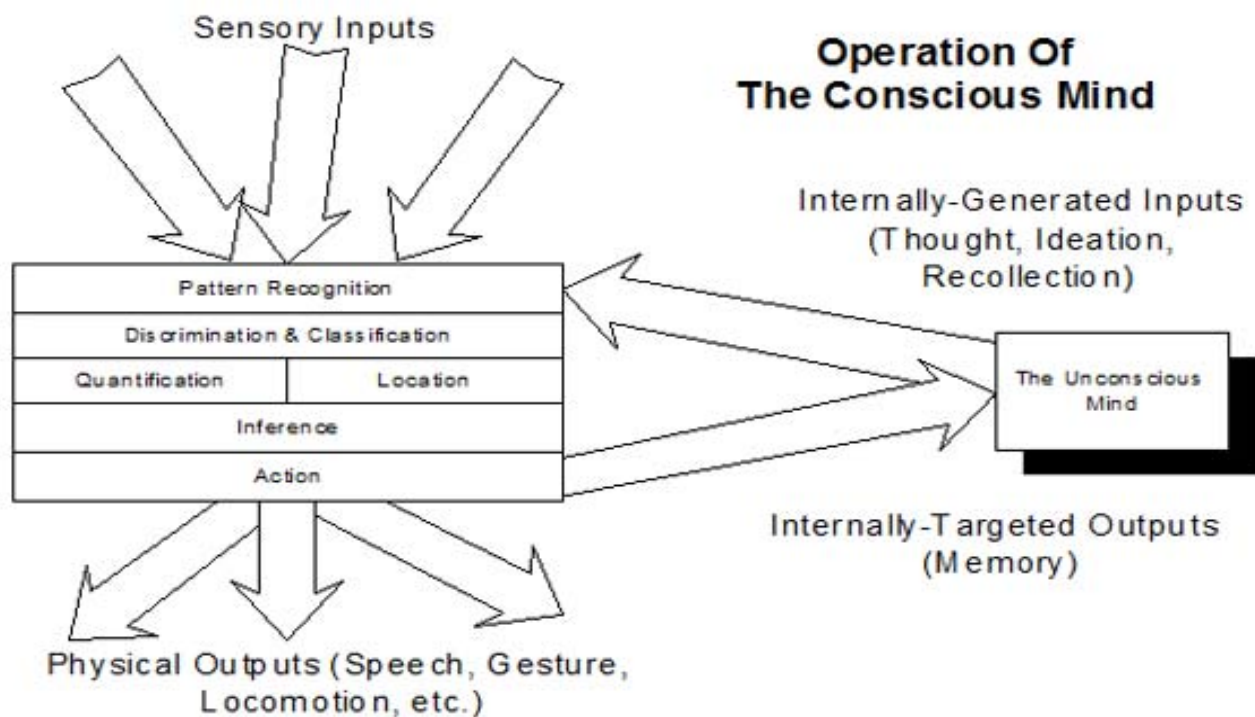 Sensory Inputs
Operation Of
The Conscious Mind
Internally-Generated Inputs
(Thought, Ideation,
Recollection)
Pattern Recognition
Discrimination & Classification
Quantification
Location
Inference
Action
The Unconscious
Mind
Internally-Targeted Outputs
(Memory)
Physical Outputs (Speech, Gesture,
Locomotion, etc.)